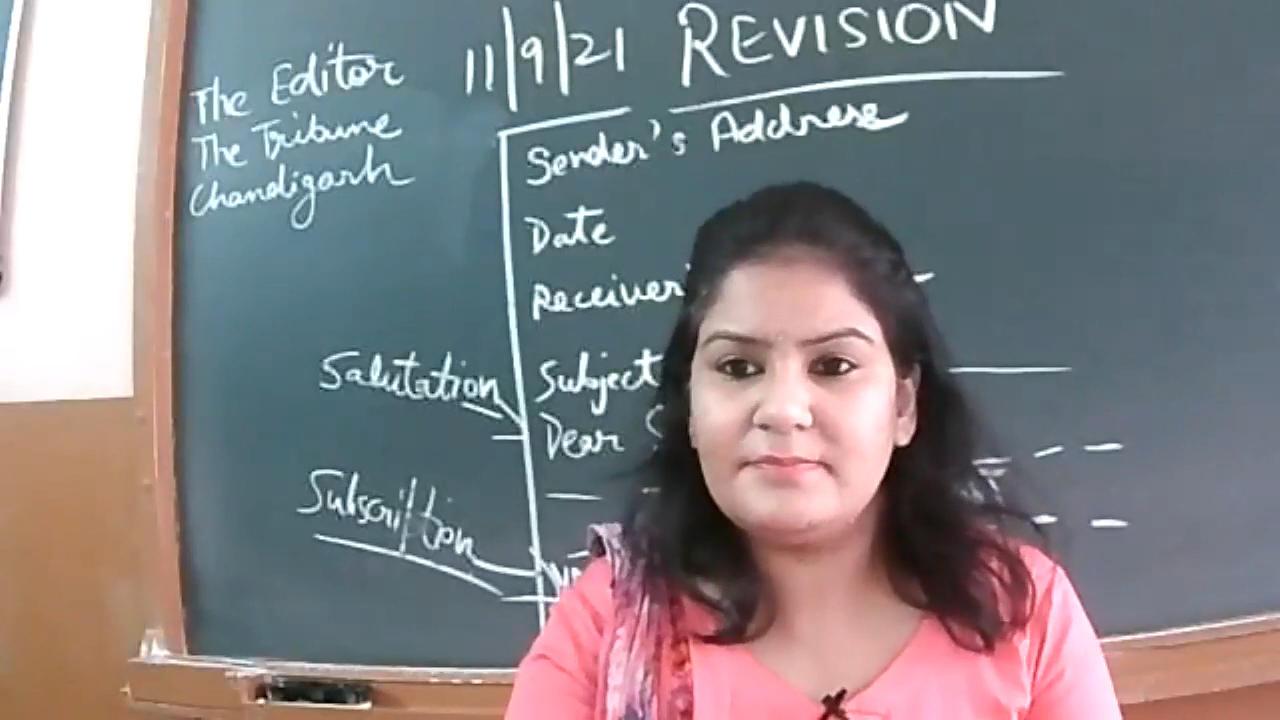 11/9/21 REVISION
The Editor
The Tribune
Chandigarh
Sender's Address
Date
Receiver
Subject
Salutation
Dear S
Subscription